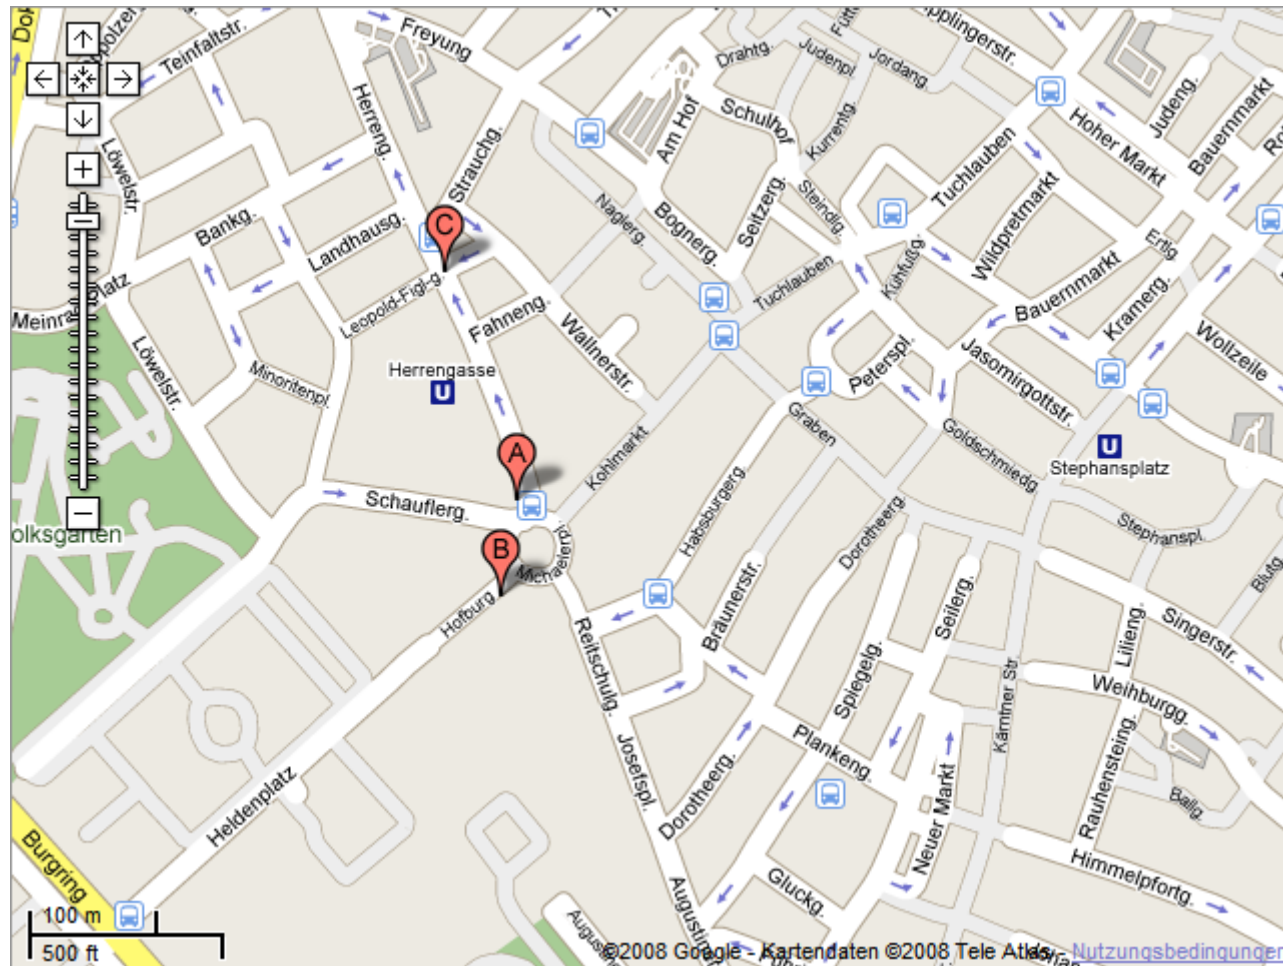 Teinfaltstr.
Freyung
Drahtg.
Judenpl.
Jordang.
Herreng.
Strauchg.
Am Hof
Schulhof
Kurrentg.
Tuchlauben
Hoher Markt
Judeng.
Bauernmarkt
Löwelstr.
Bankg.
Landhausg.
Naglerg.
Bognerg.
Seitzerg.
Steindlg.
Wildpretmarkt
Ertlg.
C
Leopold-Figl-g.
Fahneng.
Wallnerstr.
Tuchlauben
Kühfußg.
Bauernmarkt
Kramerg.
Wollzeile
Löwelstr.
Minoritenpl.
Herrengasse
U
Peterspl.
Jasomirgottstr.
Graben
Goldschmiedg.
U
Stephansplatz
A
Kohlmarkt
Schauflerg.
Habsburgerg.
Dorotheerg.
Stephanspl.
olksgarten
B
Michaelerpl.
Hofburg
Reitschulg.
Bräunerstr.
Seilerg.
Lilieng.
Singerstr.
Blutg.
Spiegelg.
Kärntner Str.
Weihburgg.
Josefspl.
Plankeng.
Heldenplatz
Dorotheerg.
Neuer Markt
Rauhensteing.
Ballg.
Burgring
Gluckg.
Himmelpfortg.
100 m
500 ft
©2008 Google - Kartendaten ©2008 Tele Atlas
Nutzungsbedingungen